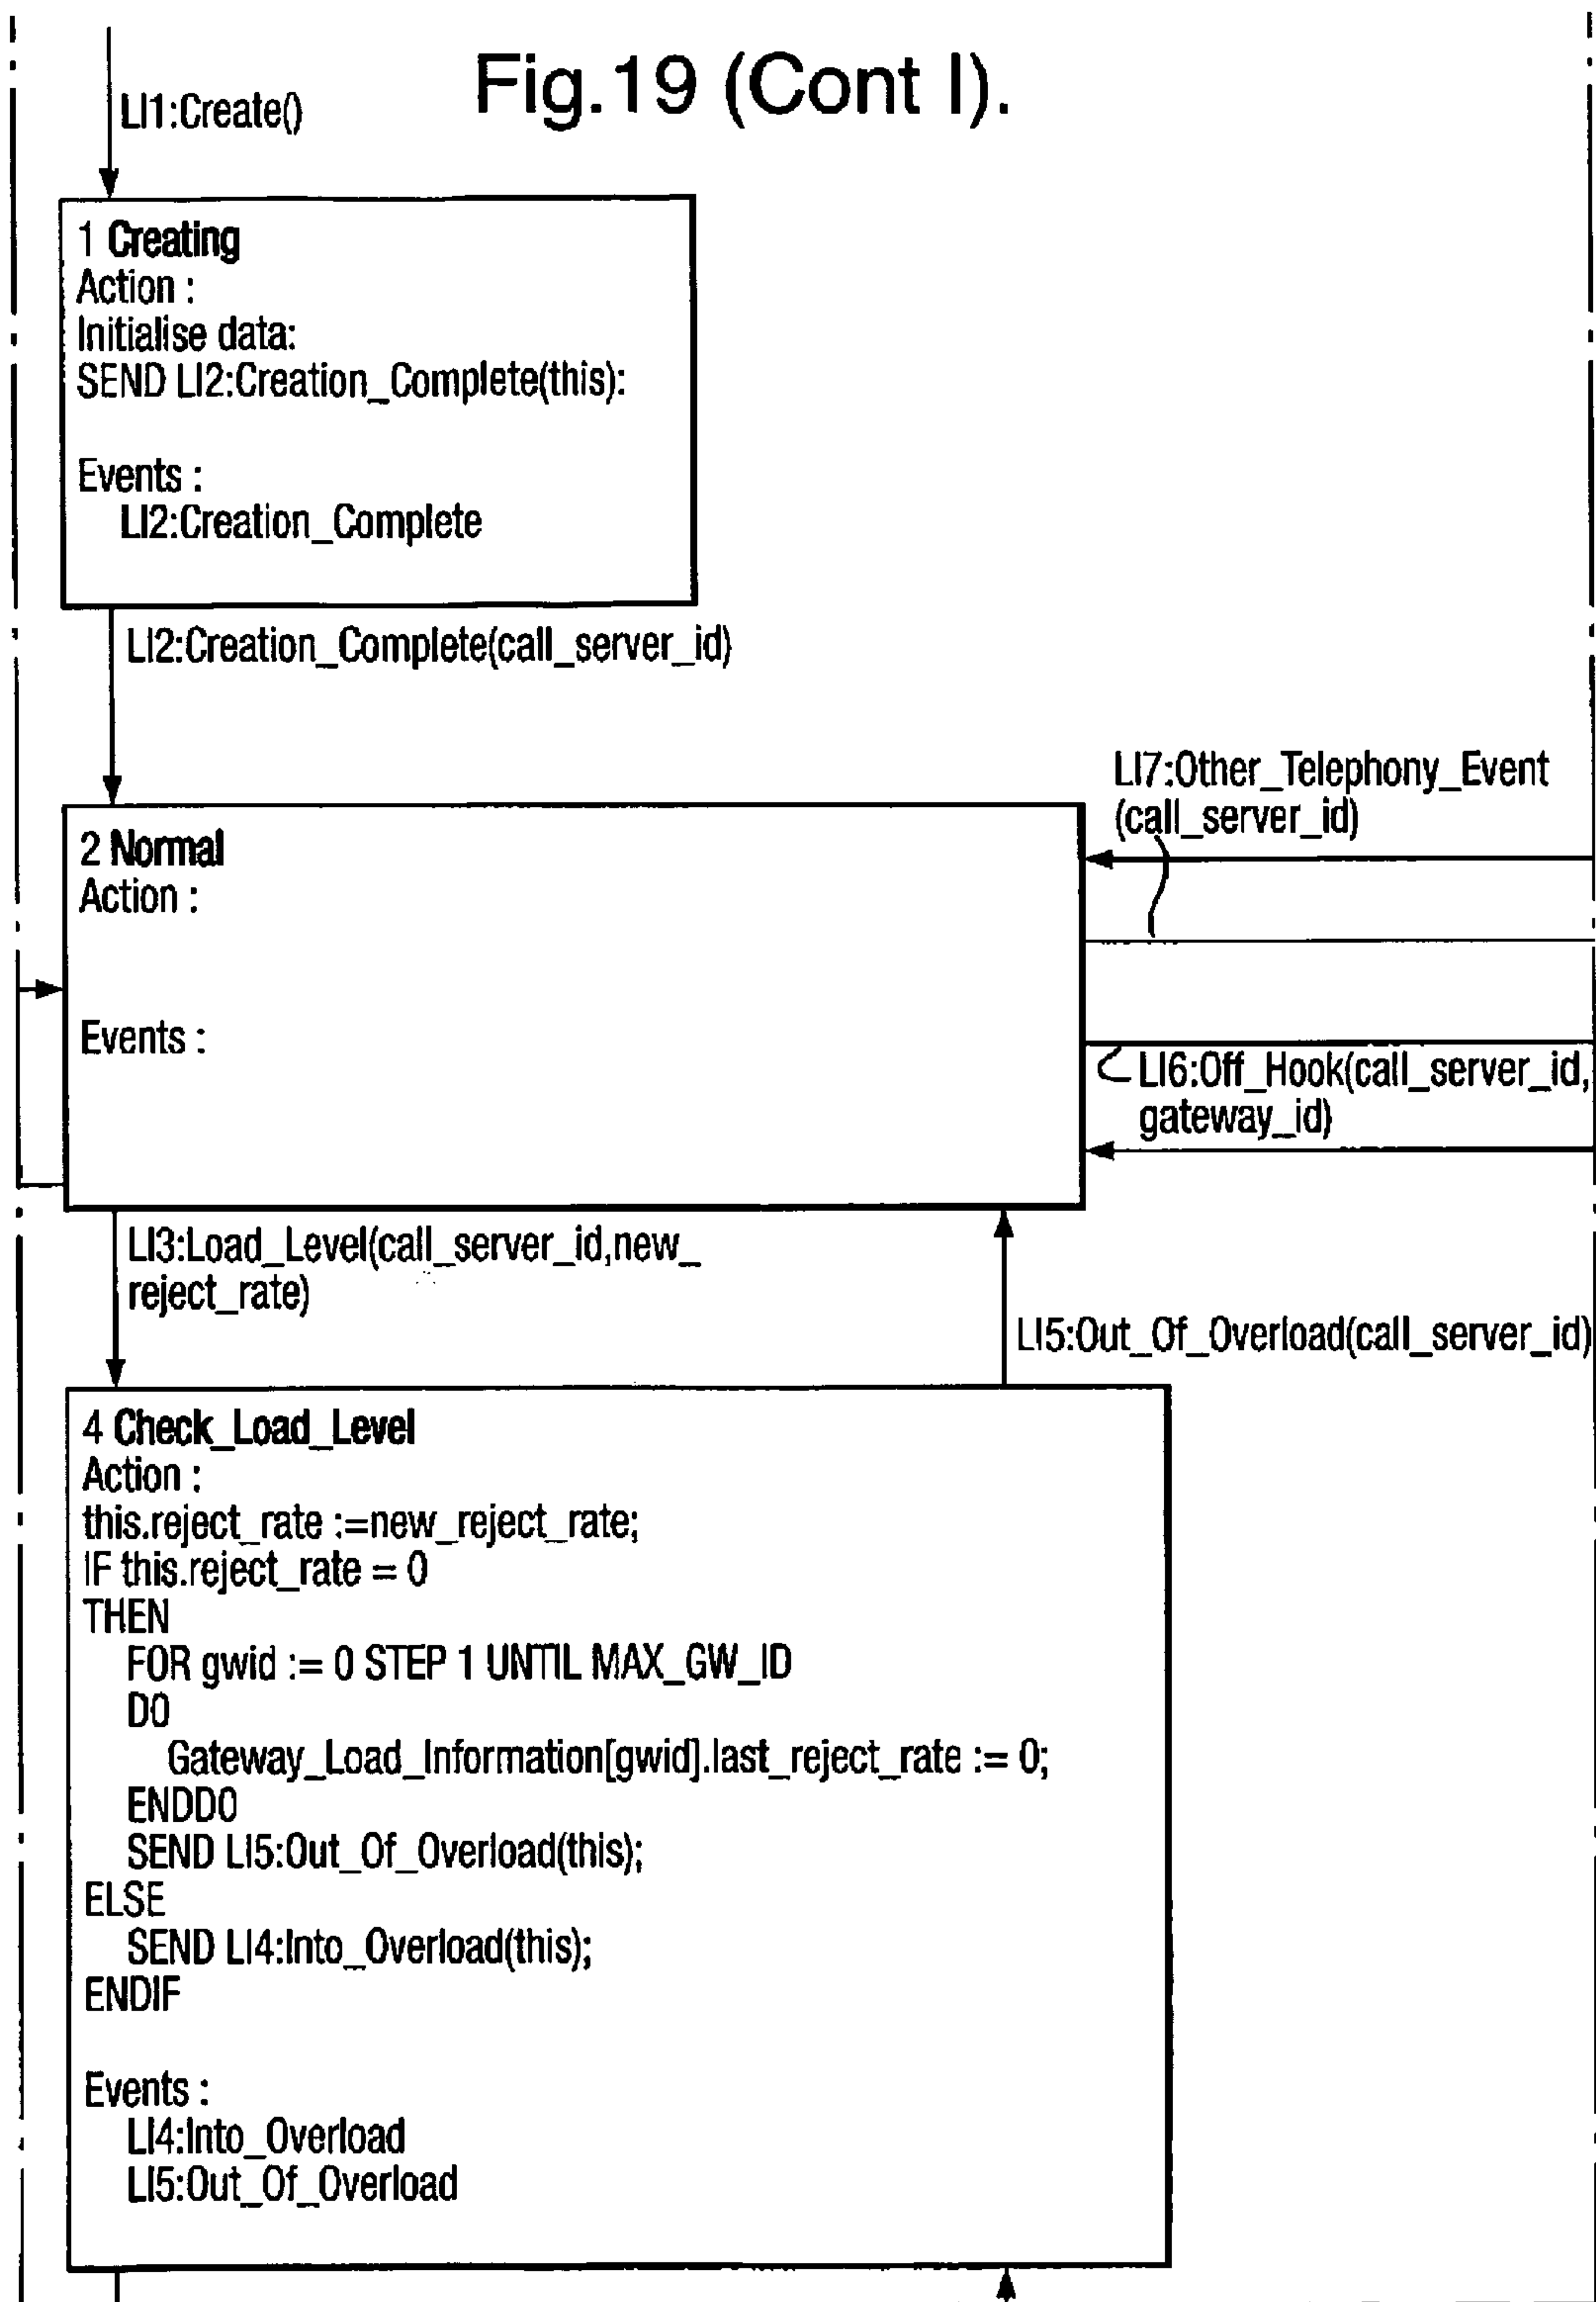 Fig.19 (Cont I).
LI1:Create()
1 Creating
Action :
Initialise data:
SEND LI2:Creation_Complete(this):
Events :
LI2:Creation_Complete
LI2:Creation_Complete(call_server_id)
LI7:Other_Telephony_Event
(call_server_id)
2 Normal
Action :
Events :
LI6:Off_Hook(call_server_id,
gateway_id)
LI3:Load_Level(call_server_id,new_
reject_rate)
LI5:Out_Of_Overload(call_server_id)
4 Check_Load_Level
Action :
this.reject_rate :=new_reject_rate;
IF this.reject_rate = 0
THEN
FOR gwid := 0 STEP 1 UNTIL MAX_GW_ID
DO
Gateway_Load_Information[gwid].last_reject_rate := 0;
ENDDO
SEND LI5:Out_Of_Overload(this);
ELSE
SEND LI4:Into_Overload(this);
ENDIF
Events :
LI4:Into_Overload
LI5:Out_Of_Overload